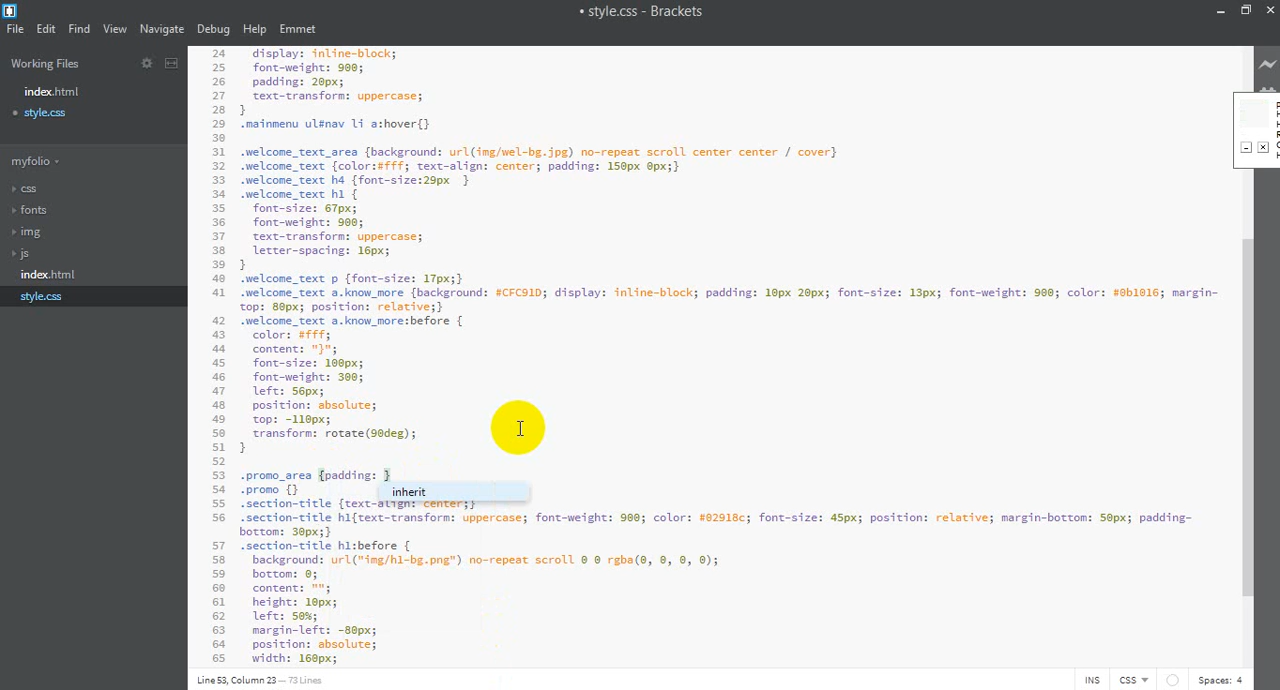 • style.css - Brackets
File Edit Find View Navigate Debug Help Emmet
Working Files
index.html
• style.css
myfolio
css
fonts
img
js
index.html
style.css
24 display: inline-block;
25 font-weight: 900;
26 padding: 20px;
27 text-transform: uppercase;
28 }
29 .mainmenu ul#nav li a:hover{}
30
31 .welcome_text_area {background: url(img/wel-bg.jpg) no-repeat scroll center center / cover}
32 .welcome_text {color:#fff; text-align: center; padding: 150px 0px;}
33 .welcome_text h4 {font-size:29px }
34 .welcome_text h1 {
35 font-size: 67px;
36 font-weight: 900;
37 text-transform: uppercase;
38 letter-spacing: 16px;
39 }
40 .welcome_text p {font-size: 17px;}
41 .welcome_text a.know_more {background: #CFC91D; display: inline-block; padding: 10px 20px; font-size: 13px; font-weight: 900; color: #0b1016; margin-
top: 80px; position: relative;}
42 .welcome_text a.know_more:before {
43 color: #fff;
44 content: "}";
45 font-size: 100px;
46 font-weight: 300;
47 left: 56px;
48 position: absolute;
49 top: -110px;
50 transform: rotate(90deg);
51 }
52
53 .promo_area {padding: }
54 .promo {}
inherit
55 .section-title {text-align: center;}
56 .section-title h1{text-transform: uppercase; font-weight: 900; color: #02918c; font-size: 45px; position: relative; margin-bottom: 50px; padding-
bottom: 30px;}
57 .section-title h1:before {
58 background: url("img/h1-bg.png") no-repeat scroll 0 0 rgba(0, 0, 0, 0);
59 bottom: 0;
60 content: "";
61 height: 10px;
62 left: 50%;
63 margin-left: -80px;
64 position: absolute;
65 width: 160px;
Line 53, Column 23 — 73 Lines
INS CSS Spaces: 4